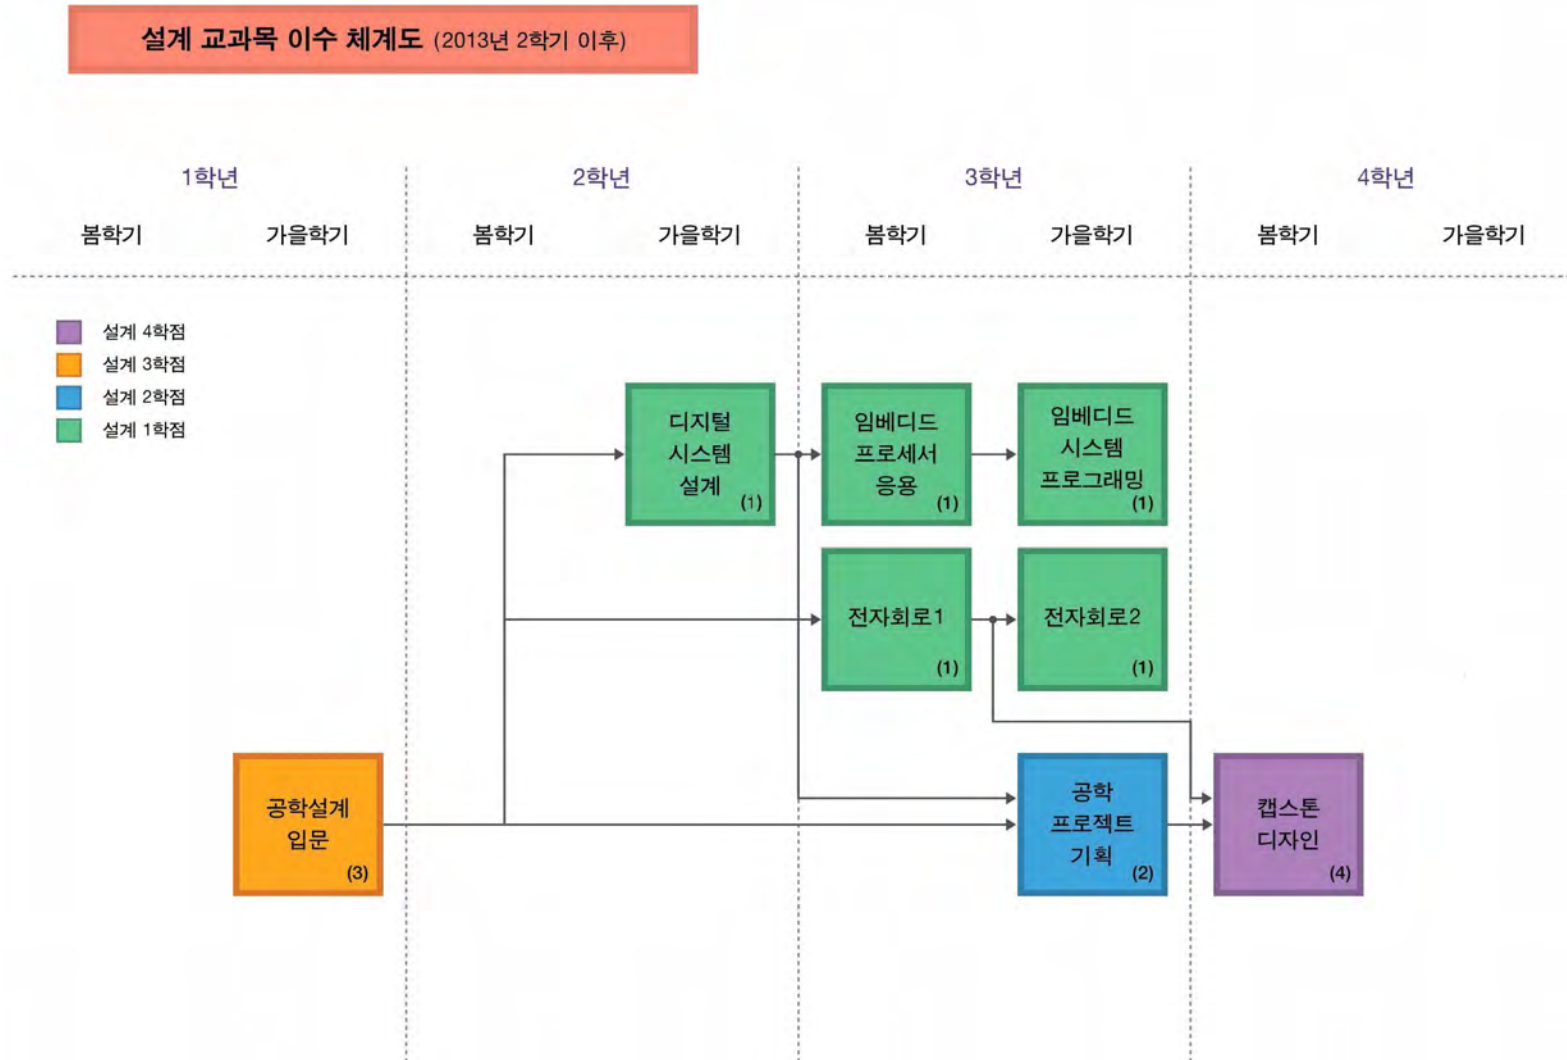 설계 교과목 이수 체계도 (2013년 2학기 이후)
1학년
2학년
3학년
4학년
봄학기
가을학기
봄학기
가을학기
봄학기
가을학기
봄학기
가을학기
설계 4학점
설계 3학점
설계 2학점
설계 1학점
디지털
시스템
설계
(1)
임베디드
프로세서
응용
(1)
임베디드
시스템
프로그래밍
(1)
전자회로1
(1)
전자회로2
(1)
공학설계
입문
(3)
공학
프로젝트
기획
(2)
캡스톤
디자인
(4)